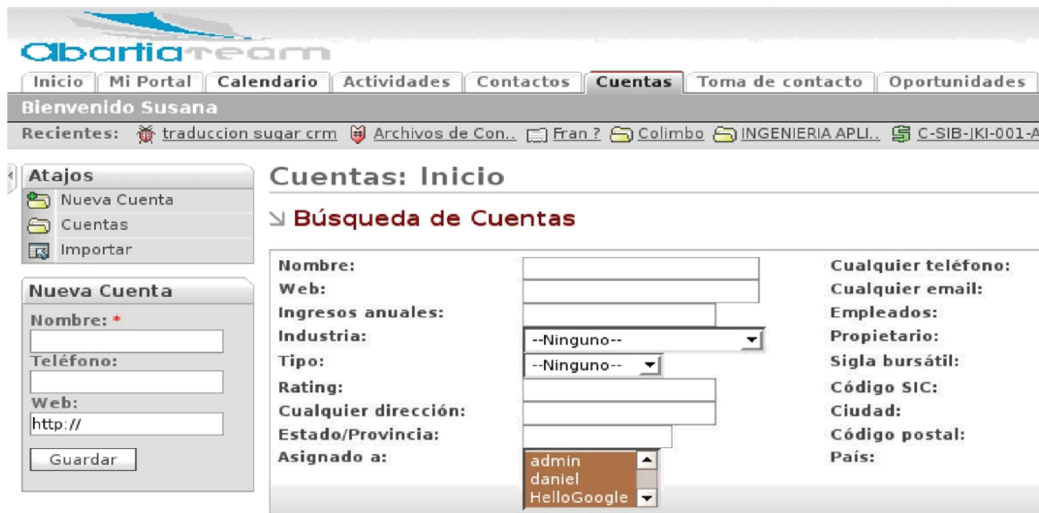 abartiaTeam
Inicio Mi Portal Calendario Actividades Contactos Cuentas Toma de contacto Oportunidades
Bienvenido Susana
Recientes: traduccion sugar crm Archivos de Con.. Fran ? Colimbo INGENIERIA APLI.. C-SIB-JKI-001-A
Atajos
Nueva Cuenta
Cuentas
Importar
Nueva Cuenta
Nombre: *
Teléfono:
Web:
http://
Guardar
Cuentas: Inicio
Búsqueda de Cuentas
Nombre: Cualquier teléfono:
Web: Cualquier email:
Ingresos anuales: Empleados:
Industria: --Ninguno-- Propietario:
Tipo: --Ninguno-- Sigla bursátil:
Rating: Código SIC:
Cualquier dirección: Ciudad:
Estado/Provincia: Código postal:
Asignado a: admin País:
daniel
HelloGoogle